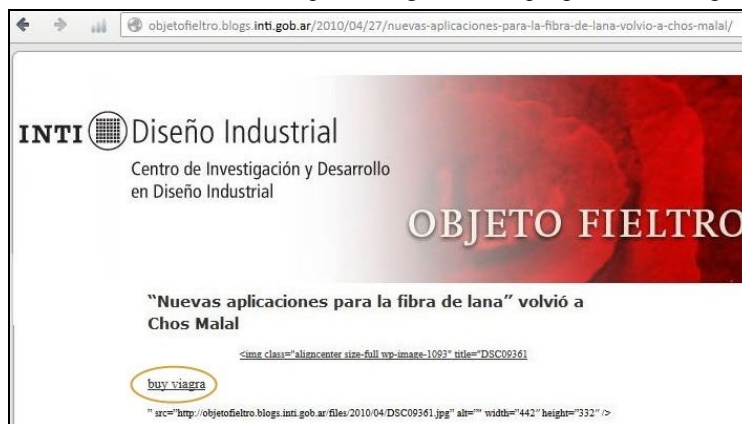 objetofieltro.blogs.inti.gob.ar/2010/04/27/nuevas-aplicaciones-para-la-fibra-de-lana-volvio-a-chos-malal/
INTI Diseño Industrial
Centro de Investigación y Desarrollo
en Diseño Industrial
OBJETO FIELTRO
“Nuevas aplicaciones para la fibra de lana” volvió a
Chos Malal
<img class="aligncenter size-full wp-image-1093" title="DSC09361
buy viagra
" src="http://objetofieltro.blogs.inti.gob.ar/files/2010/04/DSC09361.jpg" alt="" width="442" height="332" />